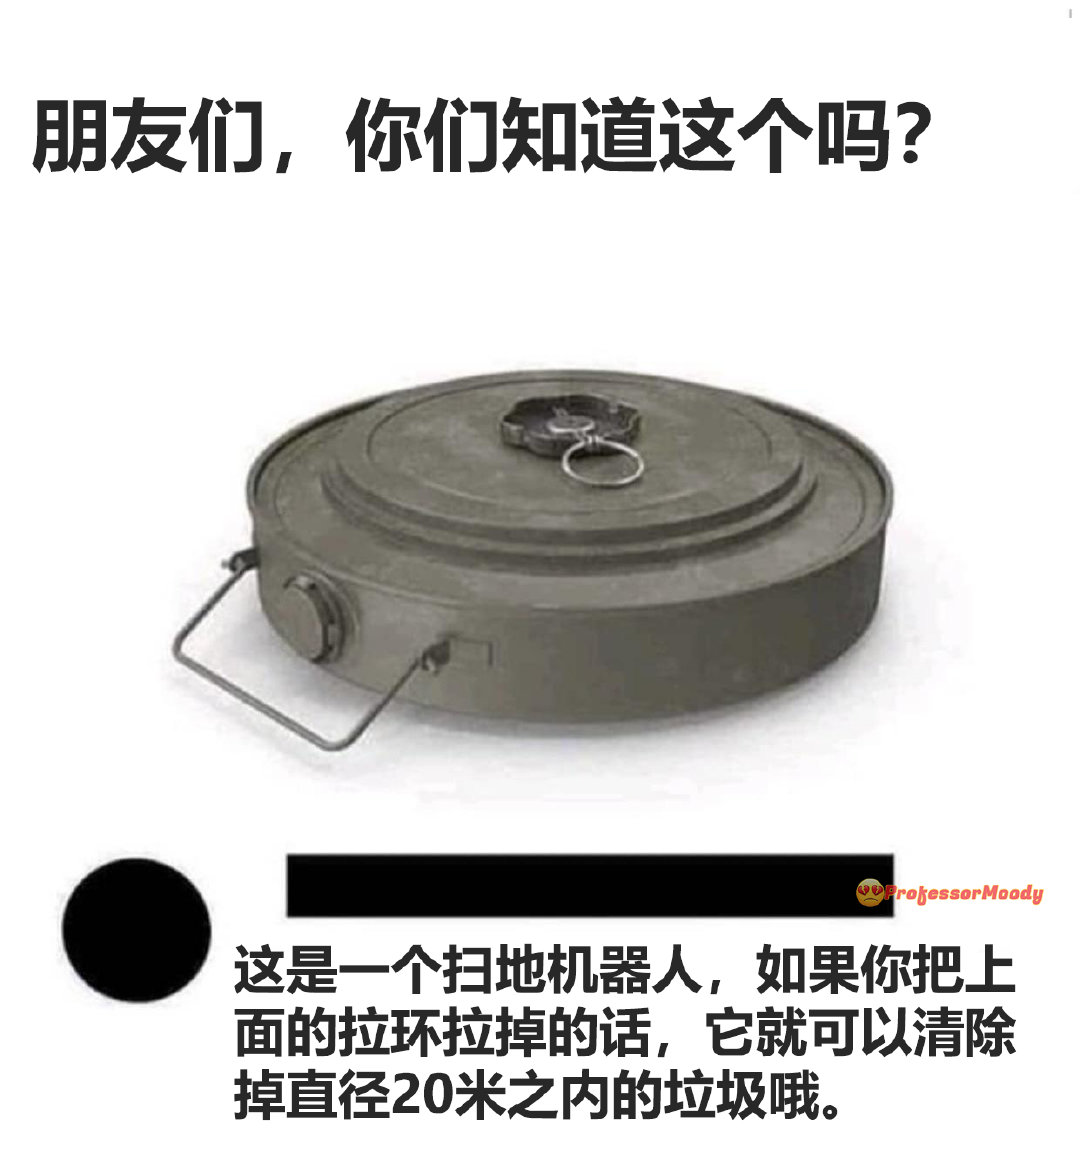 朋友们，你们知道这个吗？
ProfessorMoody
这是一个扫地机器人，如果你把上
面的拉环拉掉的话，它就可以清除
掉直径20米之内的垃圾哦。